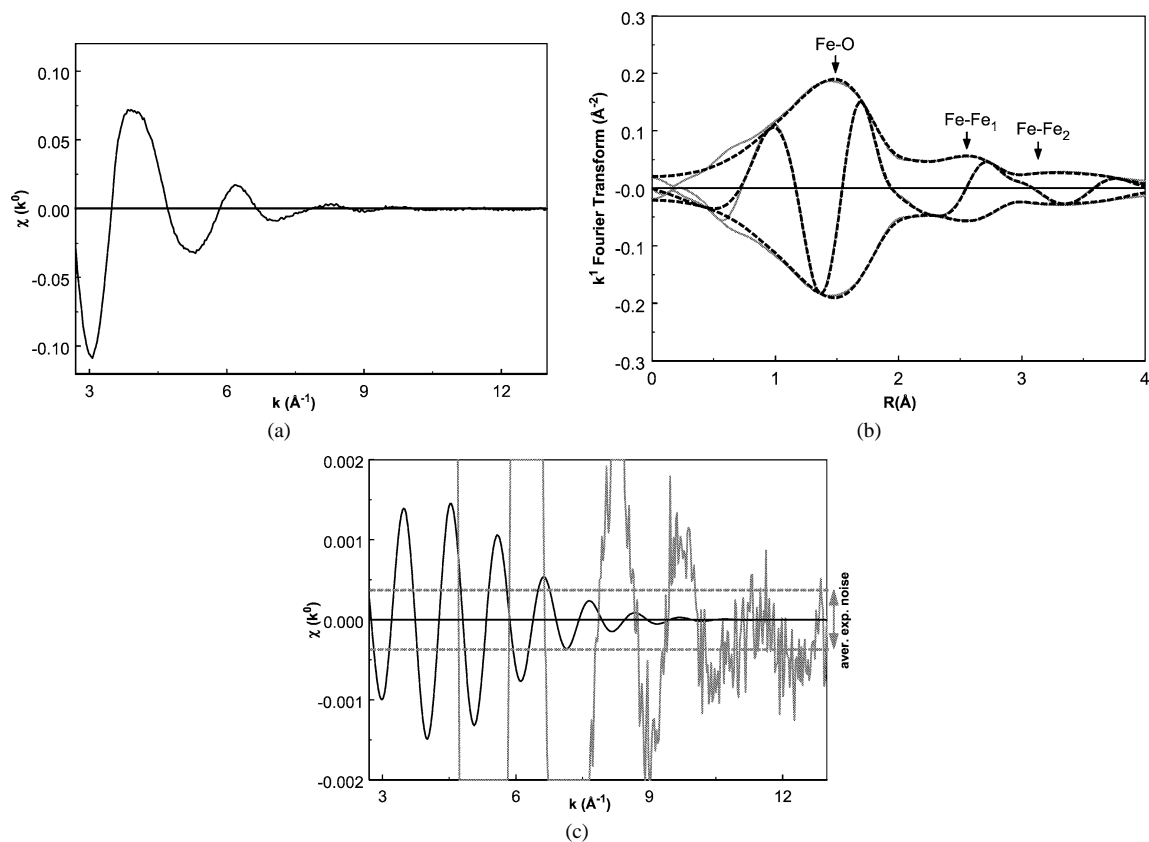 0.10
0.05
0.00
-0.05
-0.10
χ (k⁰)
3 6 9 12
k (Å⁻¹)
(a)
0.3
0.2
0.1
-0.0
-0.1
-0.2
-0.3
k¹ Fourier Transform (Å⁻²)
Fe-O
Fe-Fe₁
Fe-Fe₂
0 1 2 3 4
R(Å)
(b)
0.002
0.001
0.000
-0.001
-0.002
χ (k⁰)
aver. exp. noise
3 6 9 12
k (Å⁻¹)
(c)